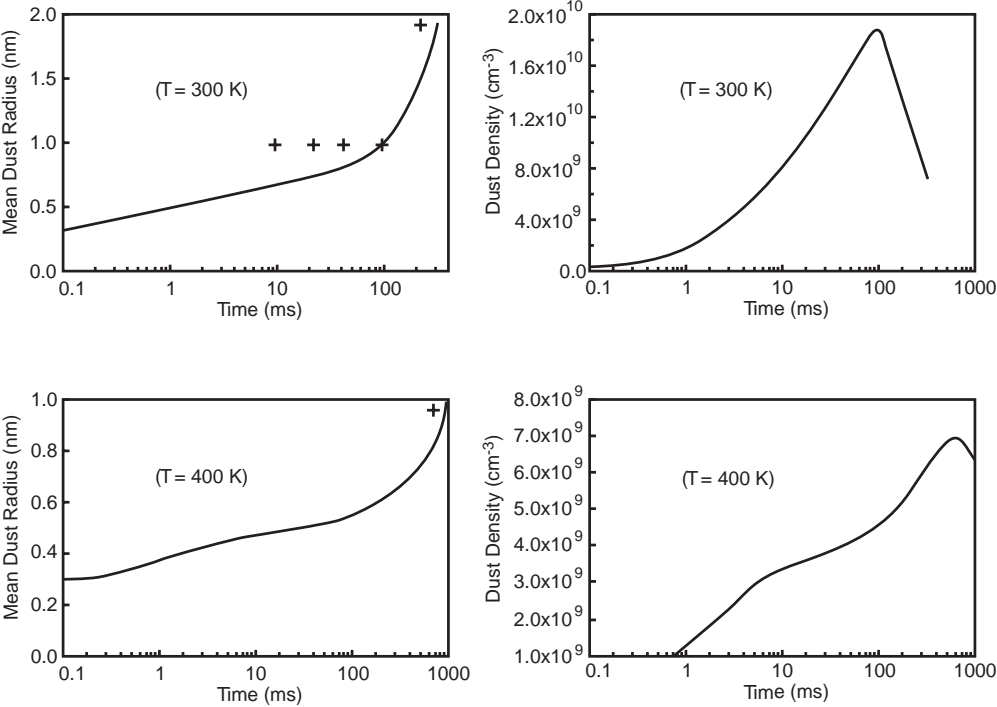 Mean Dust Radius (nm)
2.0
1.5
1.0
0.5
0.0
(T = 300 K)
0.1 1 10 100
Time (ms)
Dust Density (cm-3)
2.0x10 10
1.6x10 10
1.2x10 10
8.0x10 9
4.0x10 9
0.0
(T = 300 K)
0.1 1 10 100 1000
Time (ms)
Mean Dust Radius (nm)
1.0
0.8
0.6
0.4
0.2
0.0
(T = 400 K)
0.1 1 10 100 1000
Time (ms)
Dust Density (cm-3)
8.0x10 9
7.0x10 9
6.0x10 9
5.0x10 9
4.0x10 9
3.0x10 9
2.0x10 9
1.0x10 9
(T = 400 K)
0.1 1 10 100 1000
Time (ms)